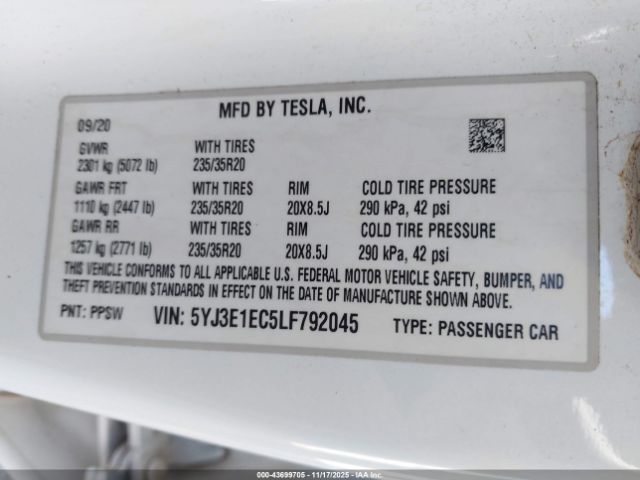 MFD BY TESLA, INC.
09/20
GVWR WITH TIRES
2301 kg (5072 lb) 235/35R20
GAWR FRT WITH TIRES RIM COLD TIRE PRESSURE
1110 kg (2447 lb) 235/35R20 20X8.5J 290 kPa, 42 psi
GAWR RR WITH TIRES RIM COLD TIRE PRESSURE
1257 kg (2771 lb) 235/35R20 20X8.5J 290 kPa, 42 psi
THIS VEHICLE CONFORMS TO ALL APPLICABLE U.S. FEDERAL MOTOR VEHICLE SAFETY, BUMPER, AND
THEFT PREVENTION STANDARDS IN EFFECT ON THE DATE OF MANUFACTURE SHOWN ABOVE.
PNT: PPSW VIN: 5YJ3E1EC5LF792045 TYPE: PASSENGER CAR
© IAA - 43699705 - 11/17/2025 - IAAI.COM